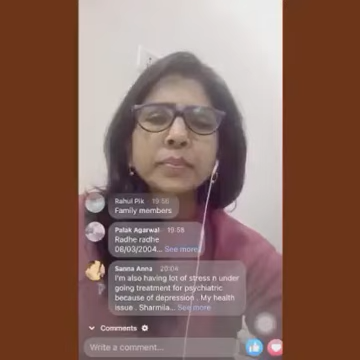 Rahul Pik · 19:56
Family members
Palak Agarwal · 19:58
Radhe radhe
08/03/2004... See more
Sanna Anna · 20:04
I'm also having lot of stress n under
going treatment for psychiatric
because of depression . My health
issue . Sharmila... See more
Comments
Write a comment...